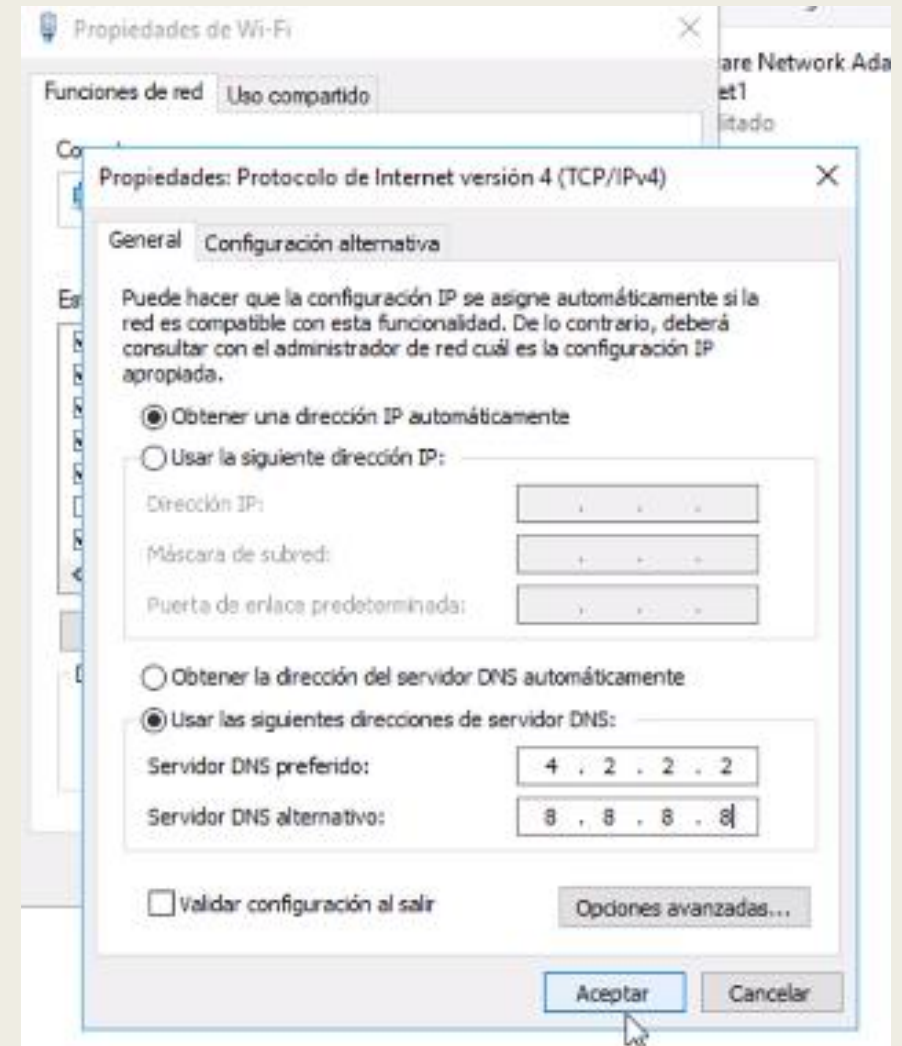 Propiedades de Wi-Fi
Funciones de red
Uso compartido
are Network Ada
et1
litado
Co
Propiedades: Protocolo de Internet versión 4 (TCP/IPv4)
General
Configuración alternativa
Es
Puede hacer que la configuración IP se asigne automáticamente si la
red es compatible con esta funcionalidad. De lo contrario, deberá
consultar con el administrador de red cuál es la configuración IP
apropiada.
Obtener una dirección IP automáticamente
Usar la siguiente dirección IP:
Dirección IP:
Máscara de subred:
Puerta de enlace predeterminada:
Obtener la dirección del servidor DNS automáticamente
Usar las siguientes direcciones de servidor DNS:
Servidor DNS preferido: 4 . 2 . 2 . 2
Servidor DNS alternativo: 8 . 8 . 8 . 8
Validar configuración al salir
Opciones avanzadas...
Aceptar
Cancelar